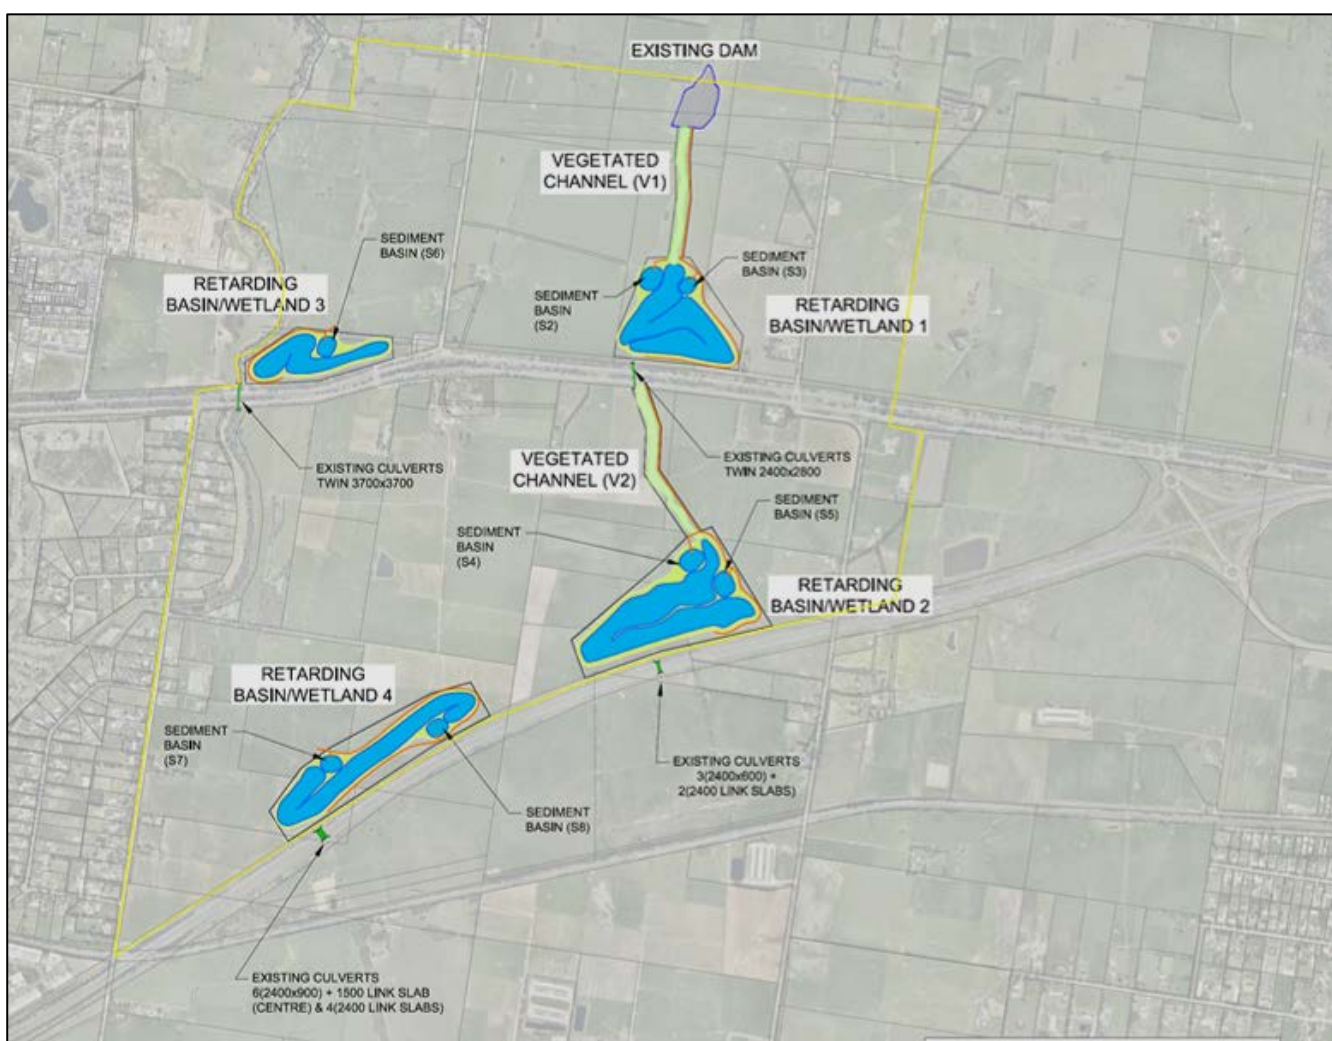 EXISTING DAM
VEGETATED
CHANNEL (V1)
SEDIMENT
BASIN (S6)
SEDIMENT
BASIN (S3)
RETARDING
BASIN/WETLAND 3
SEDIMENT
BASIN
(S2)
RETARDING
BASIN/WETLAND 1
EXISTING CULVERTS
TWIN 3700x3700
VEGETATED
CHANNEL (V2)
EXISTING CULVERTS
TWIN 2400x2800
SEDIMENT
BASIN (S5)
SEDIMENT
BASIN
(S4)
RETARDING
BASIN/WETLAND 2
RETARDING
BASIN/WETLAND 4
SEDIMENT
BASIN
(S7)
EXISTING CULVERTS
3(2400x600) +
2(2400 LINK SLABS)
SEDIMENT
BASIN (S8)
EXISTING CULVERTS
6(2400x900) + 1500 LINK SLAB
(CENTRE) & 4(2400 LINK SLABS)